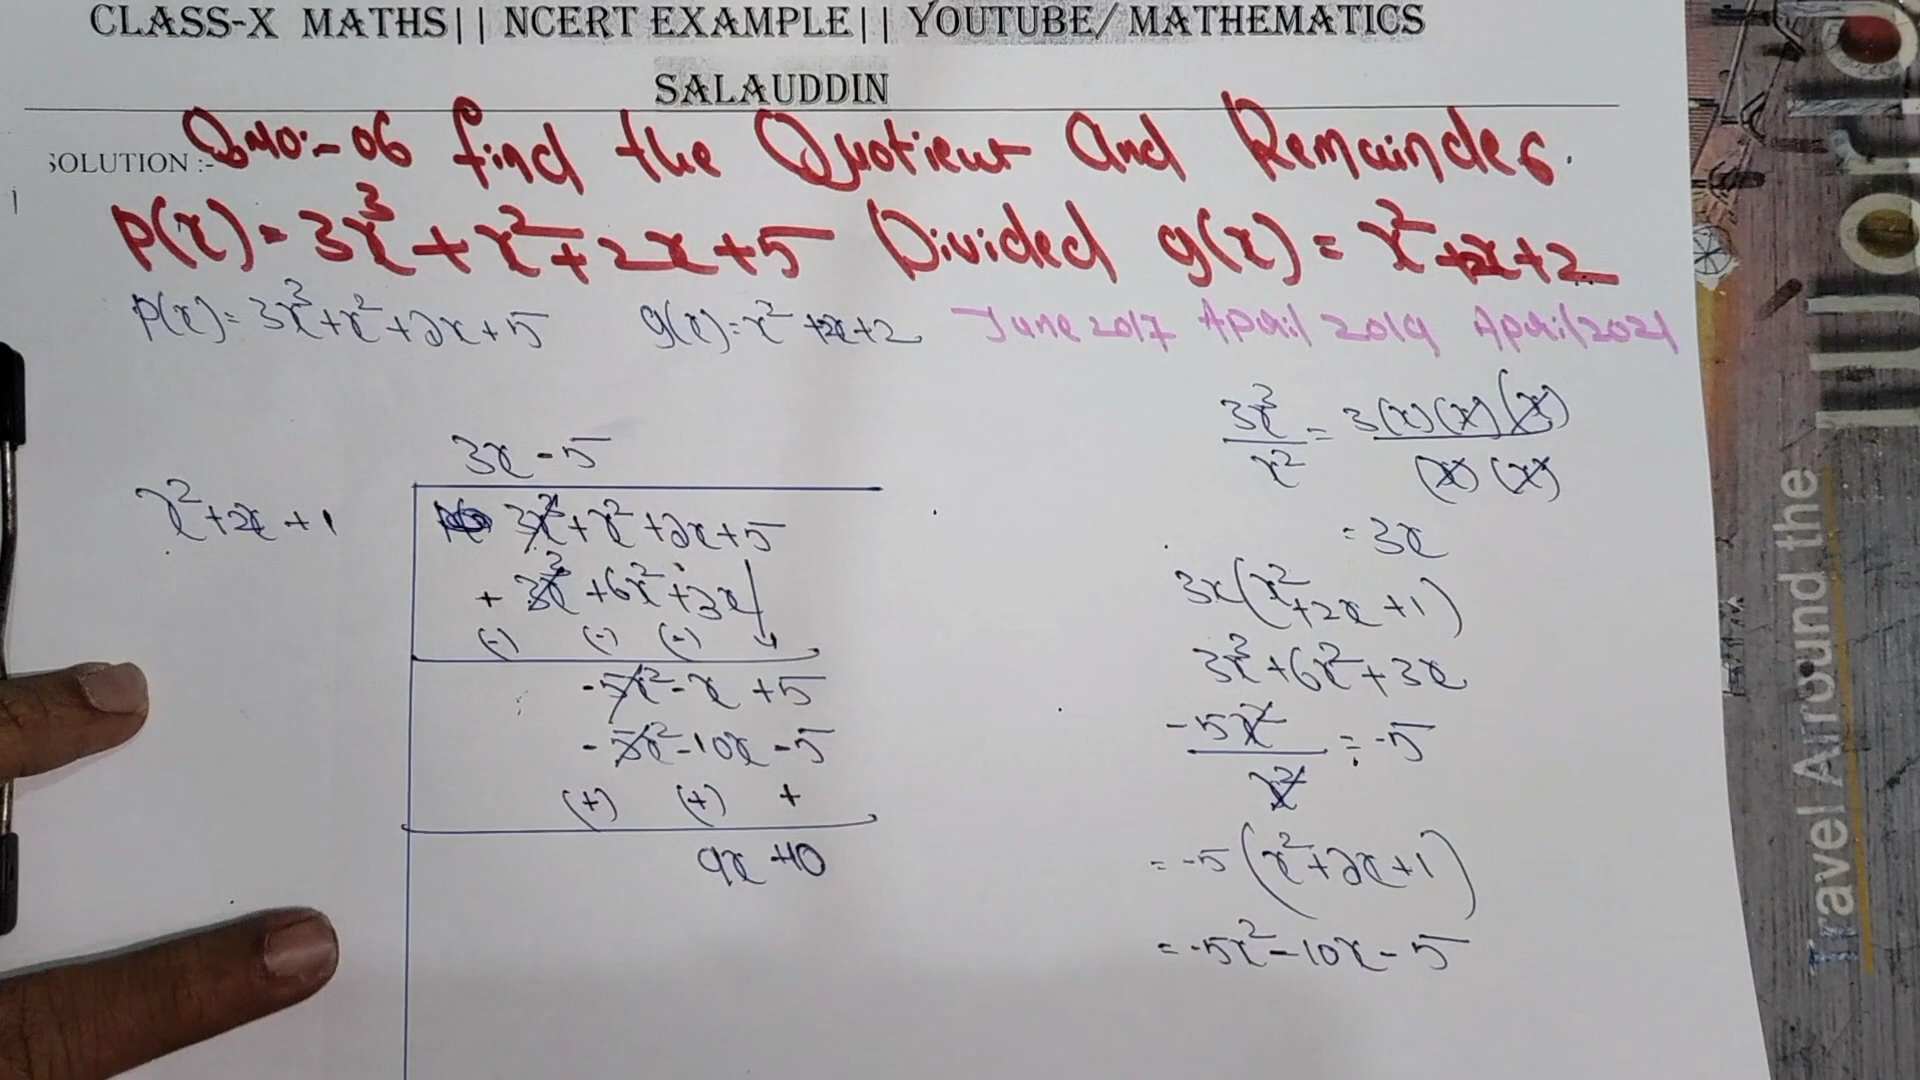 CLASS-X MATHS|| NCERT EXAMPLE|| YOUTUBE/ MATHEMATICS
SALAUDDIN
SOLUTION :-
QNO:-06 find the Quotient and Remainder.
P(x)=3x³+x²+2x+5 Divided g(x)=x²+2x+2
P(x)=3x³+x²+2x+5 g(x)=x²+2x+2 June 2017 April 2019 April 2021
3x-5
x²+2x+1
3x³+x²+2x+5
+ 3x³+6x²+3x
(-) (-) (-)
-5x²-x+5
-5x²-10x-5
(+) (+) +
9x+10
3x³/x² = 3(x)(x)(x)/(x)(x)
=3x
3x(x²+2x+1)
3x³+6x²+3x
-5x²/x² = -5
=-5(x²+2x+1)
=-5x²-10x-5
Travel Arround the
World